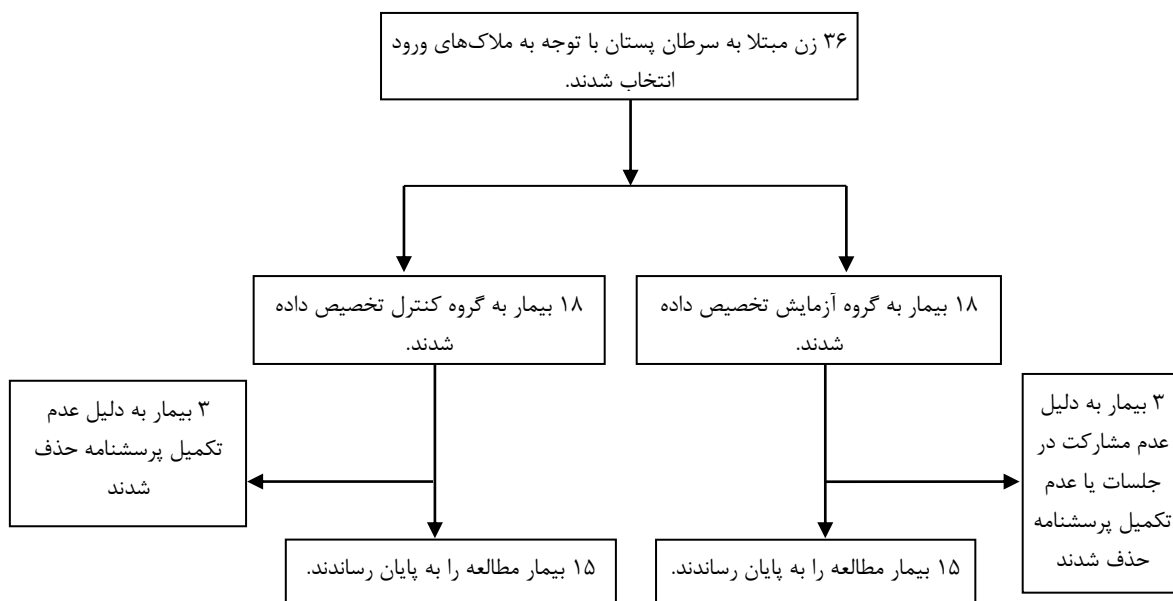 ۳۶ زن مبتلا به سرطان پستان با توجه به ملاک‌های ورود
انتخاب شدند.
۱۸ بیمار به گروه آزمایش تخصیص داده
شدند.
۱۸ بیمار به گروه کنترل تخصیص داده
شدند.
۳ بیمار به دلیل
عدم مشارکت در
جلسات یا عدم
تکمیل پرسشنامه
حذف شدند
۳ بیمار به دلیل عدم
تکمیل پرسشنامه حذف
شدند
۱۵ بیمار مطالعه را به پایان رساندند.
۱۵ بیمار مطالعه را به پایان رساندند.